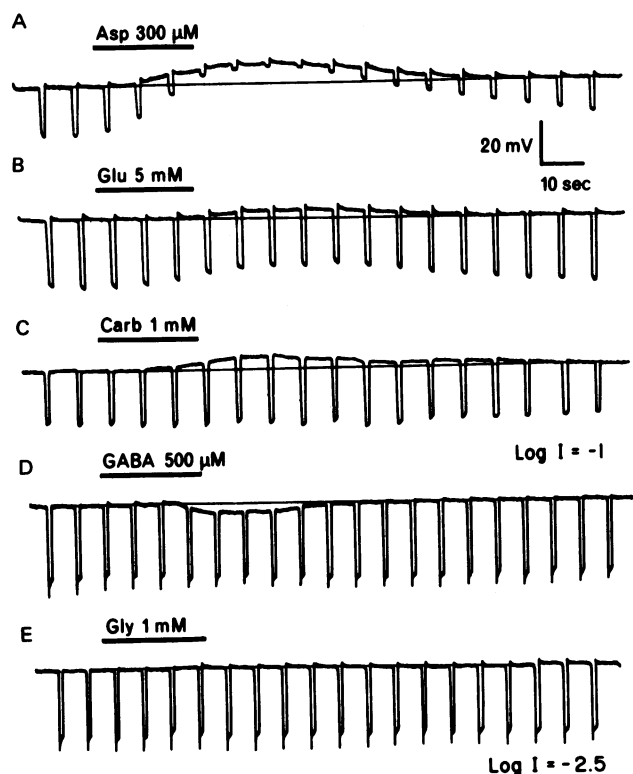 A
Asp 300 μM
20 mV
10 sec
B
Glu 5 mM
C
Carb 1 mM
Log I = -1
D
GABA 500 μM
E
Gly 1 mM
Log I = -2.5